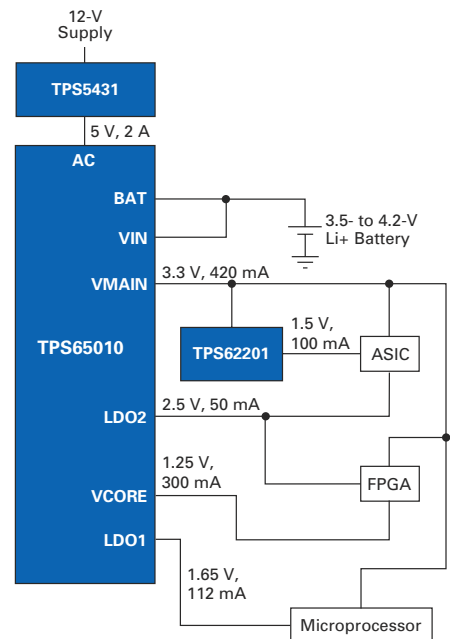 12-V
Supply
TPS5431
5 V, 2 A
AC
BAT
3.5- to 4.2-V
Li+ Battery
VIN
VMAIN
3.3 V, 420 mA
TPS65010
TPS62201
1.5 V,
100 mA
ASIC
LDO2
2.5 V, 50 mA
1.25 V,
300 mA
FPGA
VCORE
LDO1
1.65 V,
112 mA
Microprocessor